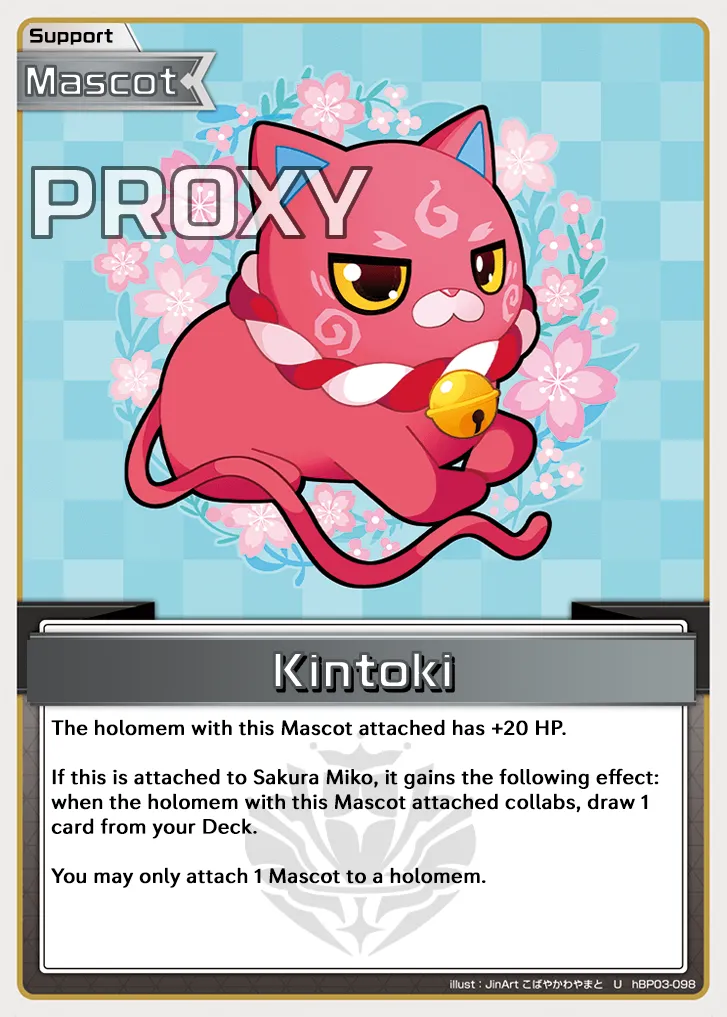 Support
Mascot
PROXY
Kintoki
The holomem with this Mascot attached has +20 HP.
If this is attached to Sakura Miko, it gains the following effect:
when the holomem with this Mascot attached collabs, draw 1
card from your Deck.
You may only attach 1 Mascot to a holomem.
illust : JinArt こばやかわやまと U hBP03-098